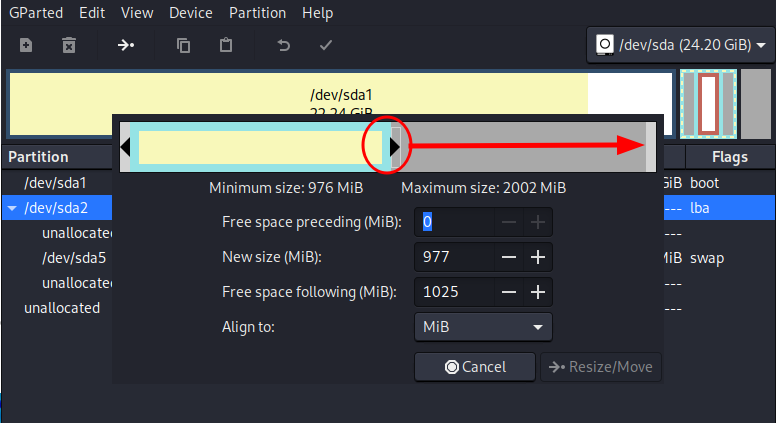 GParted Edit View Device Partition Help
/dev/sda (24.20 GiB)
/dev/sda1
22.24 GiB
Partition Flags
Minimum size: 976 MiB Maximum size: 2002 MiB
/dev/sda1 GiB boot
/dev/sda2 --- lba
Free space preceding (MiB): 0
unallocated ---
New size (MiB): 977
/dev/sda5 MiB swap
unallocated ---
Free space following (MiB): 1025
unallocated ---
Align to: MiB
Cancel Resize/Move